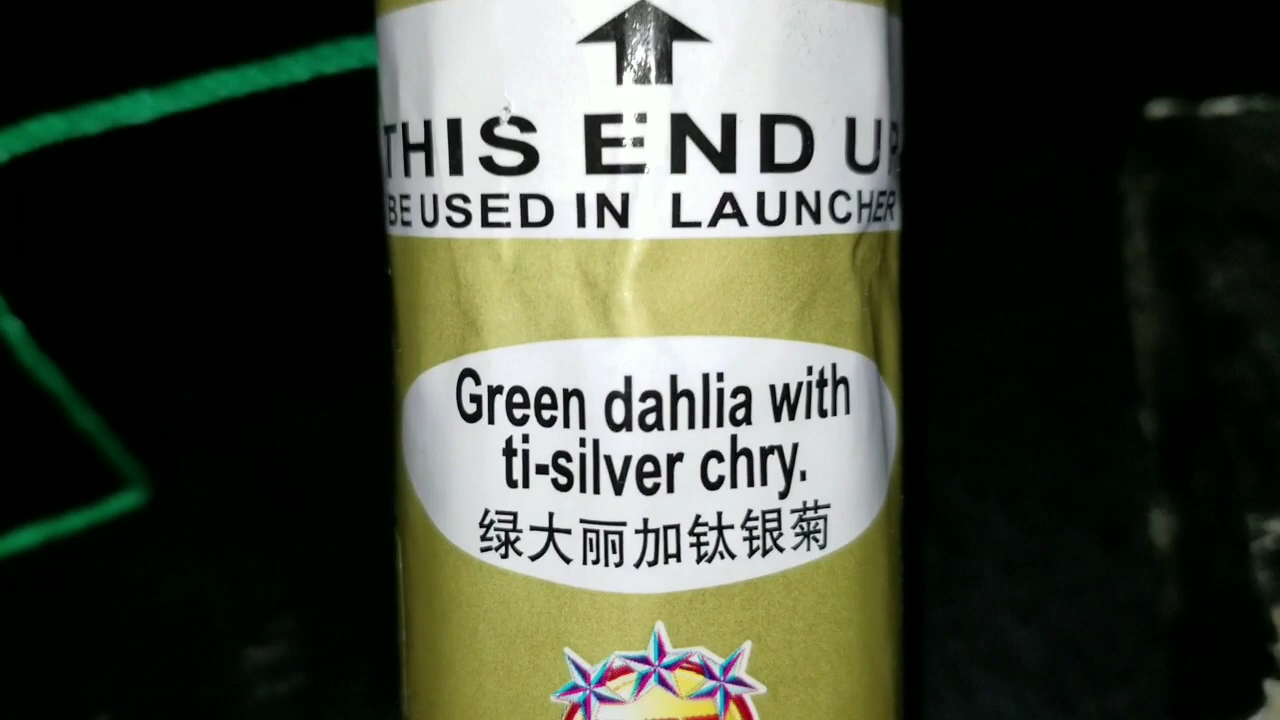 THIS END UP
BE USED IN LAUNCHER
Green dahlia with
ti-silver chry.
绿大丽加钛银菊